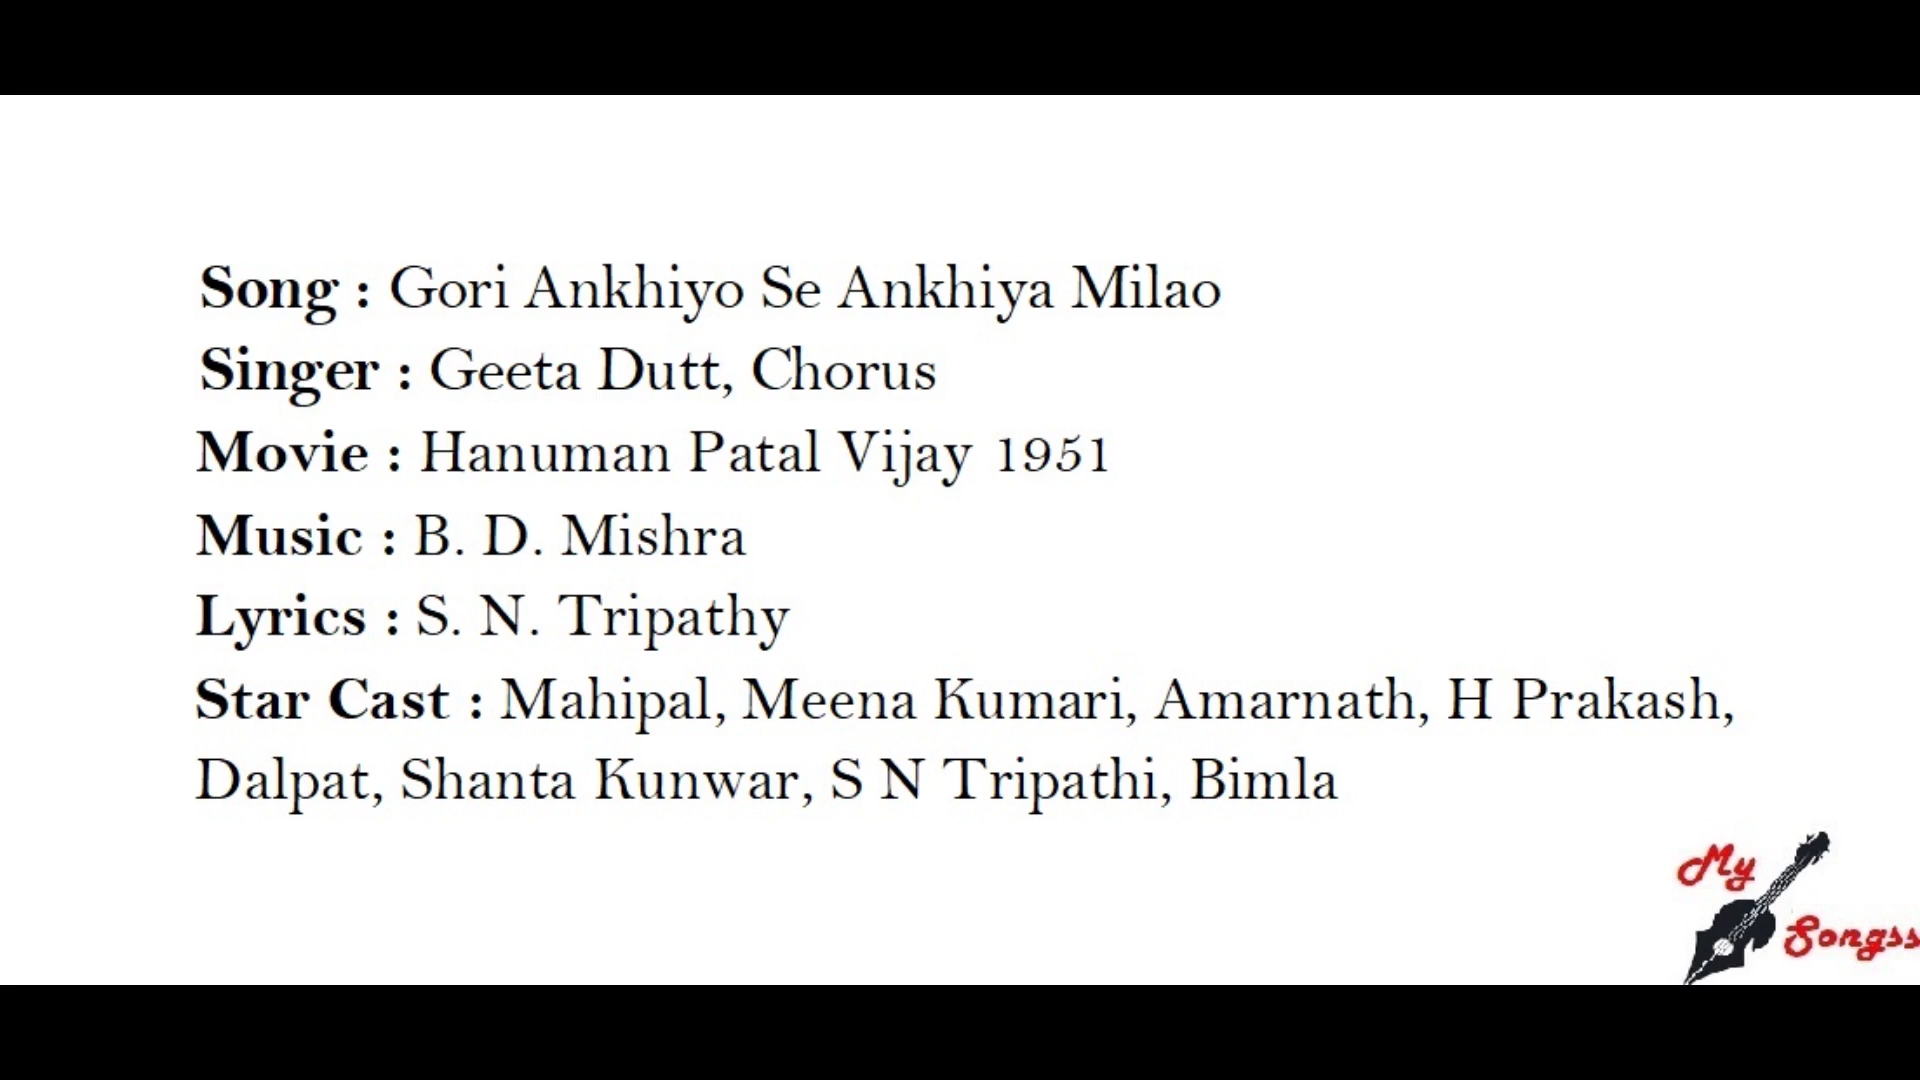 Song : Gori Ankhiyo Se Ankhiya Milao
Singer : Geeta Dutt, Chorus
Movie : Hanuman Patal Vijay 1951
Music : B. D. Mishra
Lyrics : S. N. Tripathy
Star Cast : Mahipal, Meena Kumari, Amarnath, H Prakash,
Dalpat, Shanta Kunwar, S N Tripathi, Bimla
My
Songss